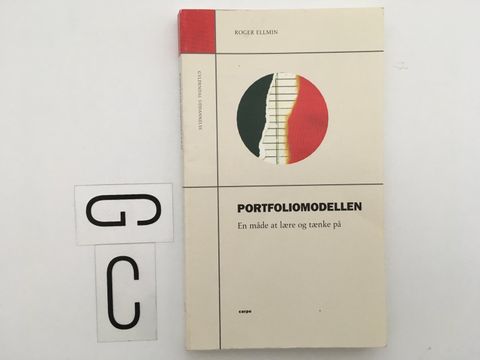 ROGER ELLMIN
GYLDENDAL UDDANNELSE
PORTFOLIOMODELLEN
En måde at lære og tænke på
carpe
G
C